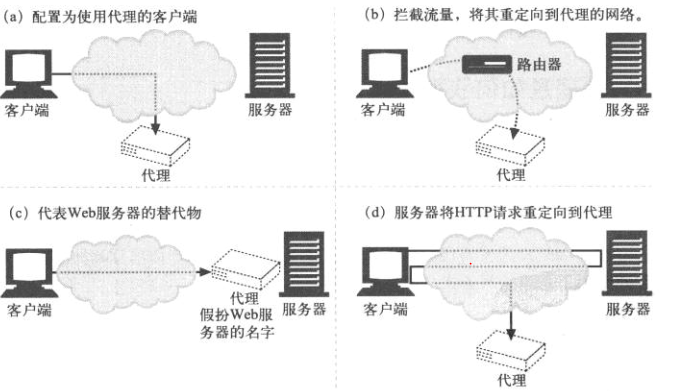 (a) 配置为使用代理的客户端
客户端
服务器
代理
(b) 拦截流量,将其重定向到代理的网络。
路由器
客户端
服务器
代理
(c) 代表Web服务器的替代物
客户端
代理
假扮Web服
务器的名字
服务器
(d) 服务器将HTTP请求重定向到代理
客户端
服务器
代理